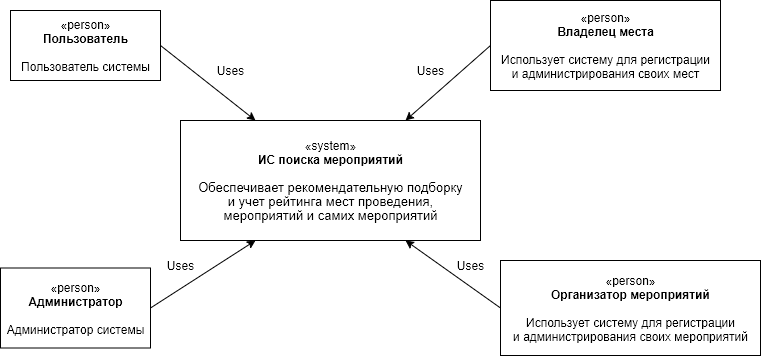 «person»
Пользователь
Пользователь системы
«person»
Владелец места
Использует систему для регистрации
и администрирования своих мест
Uses
Uses
«system»
ИС поиска мероприятий
Обеспечивает рекомендательную подборку
и учет рейтинга мест проведения,
мероприятий и самих мероприятий
Uses
Uses
«person»
Администратор
Администратор системы
«person»
Организатор мероприятий
Использует систему для регистрации
и администрирования своих мероприятий